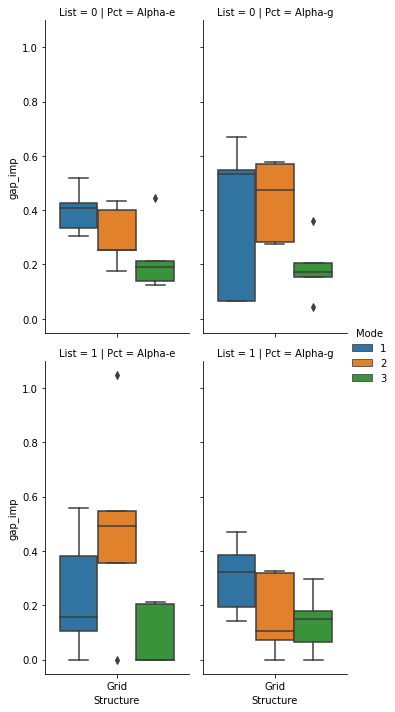 List = 0 | Pct = Alpha-e
List = 0 | Pct = Alpha-g
1.0
0.8
0.6
0.4
0.2
0.0
gap_imp
Mode
1
2
3
List = 1 | Pct = Alpha-e
List = 1 | Pct = Alpha-g
1.0
0.8
0.6
0.4
0.2
0.0
gap_imp
Grid
Structure
Grid
Structure